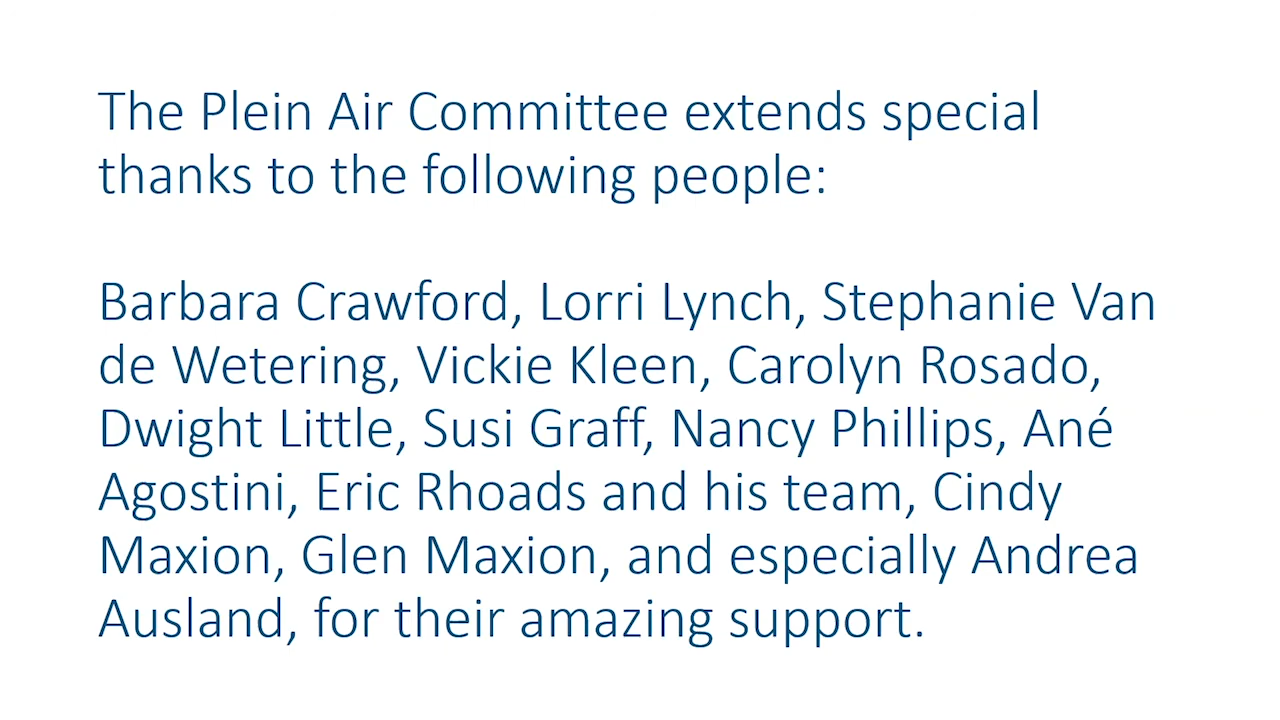 The Plein Air Committee extends special
thanks to the following people:
Barbara Crawford, Lorri Lynch, Stephanie Van
de Wetering, Vickie Kleen, Carolyn Rosado,
Dwight Little, Susi Graff, Nancy Phillips, Ané
Agostini, Eric Rhoads and his team, Cindy
Maxion, Glen Maxion, and especially Andrea
Ausland, for their amazing support.